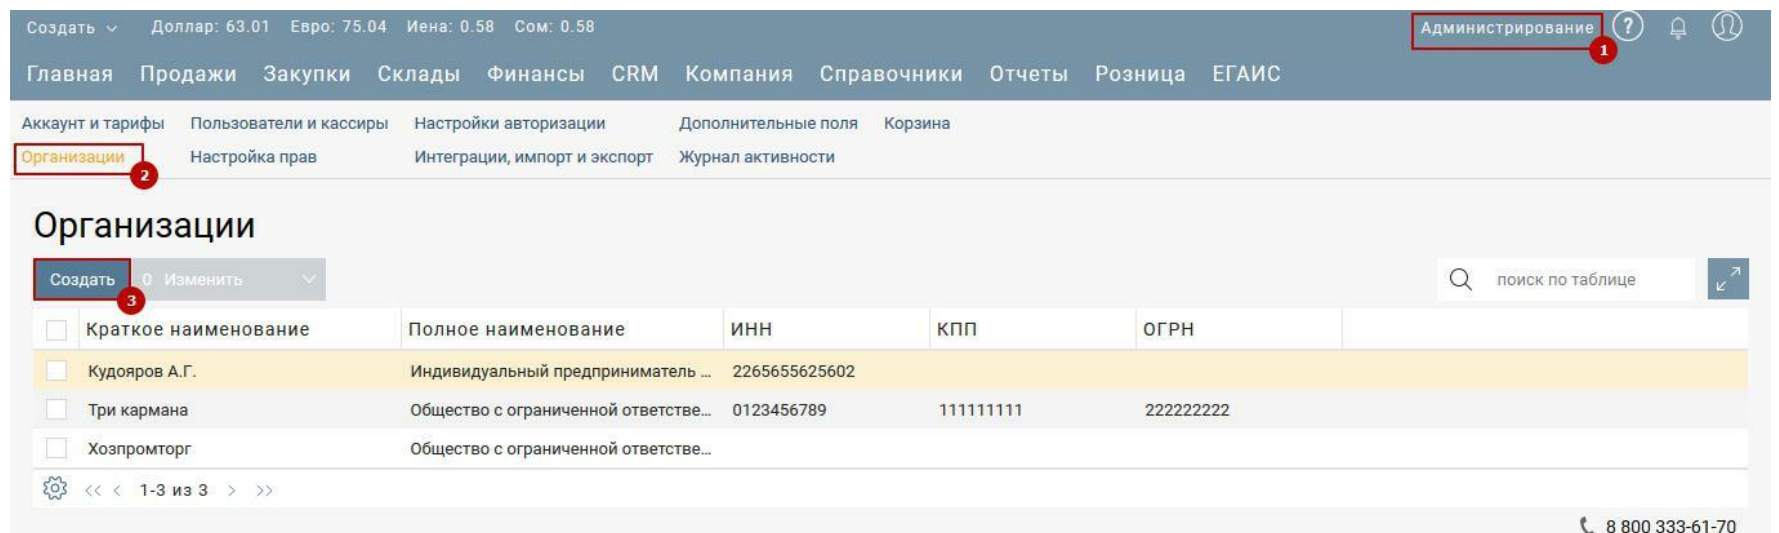 Создать Доллар: 63.01 Евро: 75.04 Иена: 0.58 Сом: 0.58 Администрирование ?
1
Главная Продажи Закупки Склады Финансы CRM Компания Справочники Отчеты Розница ЕГАИС
Аккаунт и тарифы Пользователи и кассиры Настройки авторизации Дополнительные поля Корзина
Организации Настройка прав Интеграции, импорт и экспорт Журнал активности
2
Организации
Создать 0 Изменить поиск по таблице
3
Краткое наименование Полное наименование ИНН КПП ОГРН
Кудояров А.Г. Индивидуальный предприниматель ... 2265655625602
Три кармана Общество с ограниченной ответстве... 0123456789 111111111 222222222
Хозпромторг Общество с ограниченной ответстве...
<< < 1-3 из 3 > >>
8 800 333-61-70